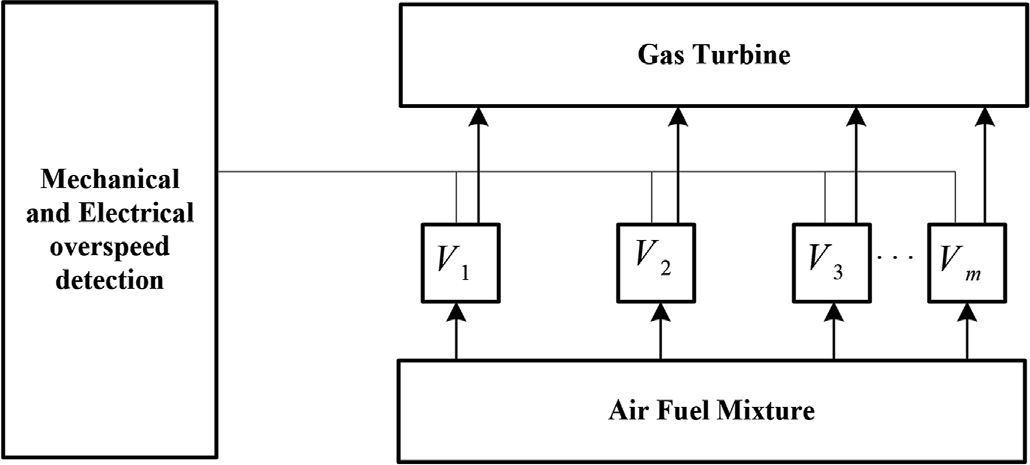 Gas Turbine
Mechanical
and Electrical
overspeed
detection
V1 V2 V3 ··· Vm
Air Fuel Mixture